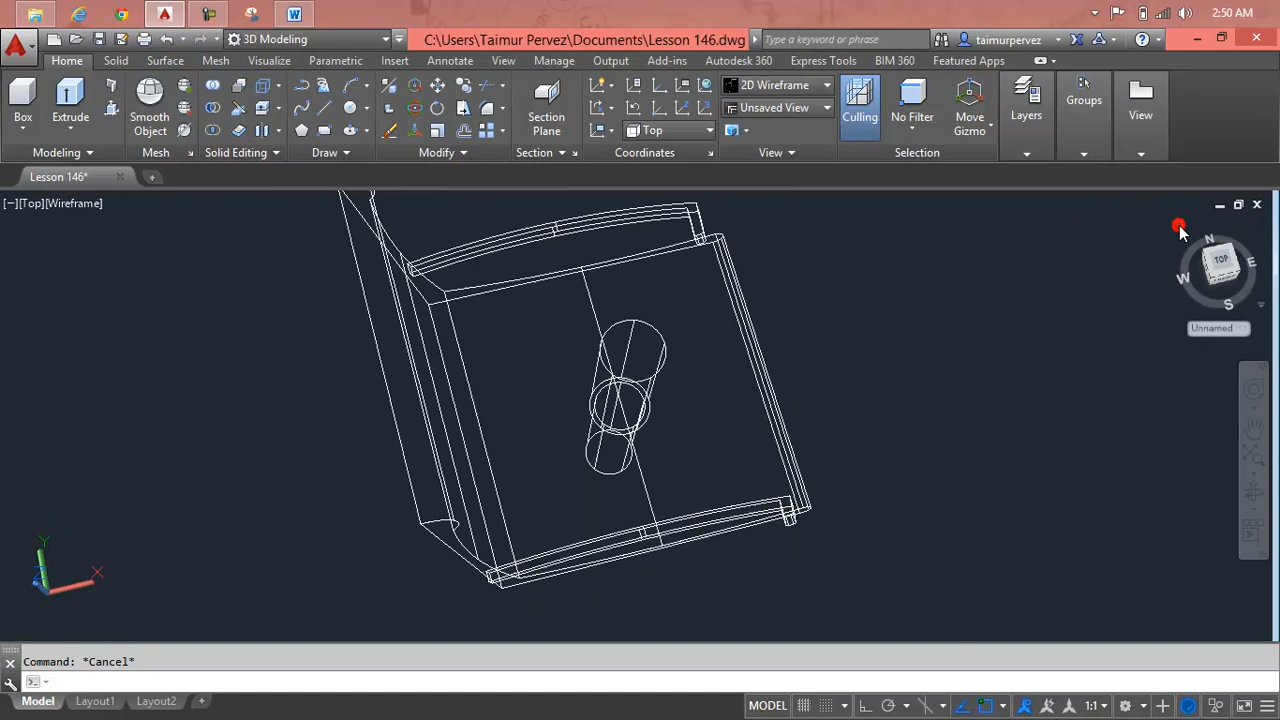 2:50 AM
3D Modeling
C:\Users\Taimur Pervez\Documents\Lesson 146.dwg
Type a keyword or phrase
taimurpervez
Home Solid Surface Mesh Visualize Parametric Insert Annotate View Manage Output Add-ins Autodesk 360 Express Tools BIM 360 Featured Apps
2D Wireframe
Unsaved View
Top
Box Extrude Smooth Object Section Plane Culling No Filter Move Gizmo Layers Groups View
Modeling Mesh Solid Editing Draw Modify Section Coordinates View Selection
Lesson 146*
[−][Top][Wireframe]
N
TOP
W E
S
Unnamed
Y
X
Z
Command: *Cancel*
Model Layout1 Layout2
MODEL
1:1